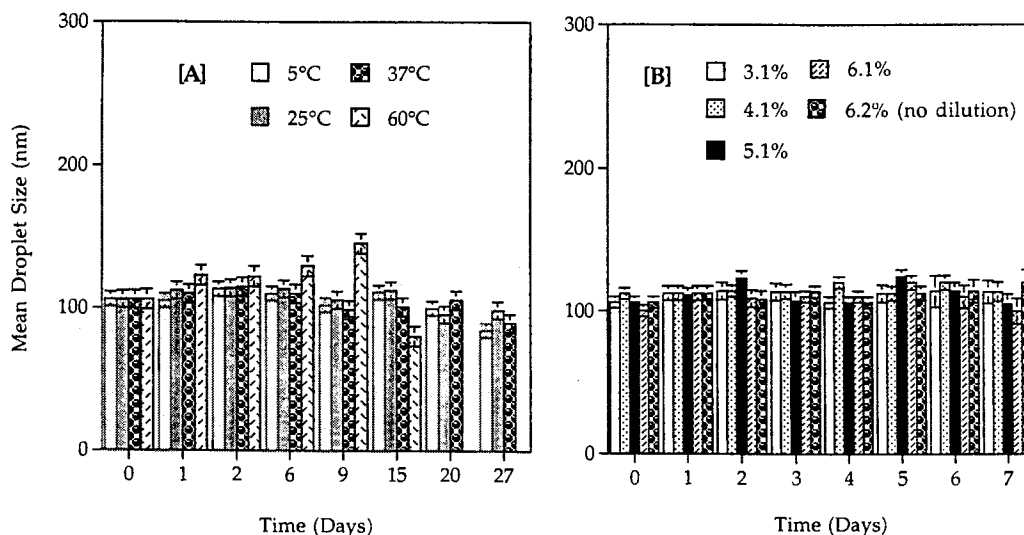 300
200
100
0
Mean Droplet Size (nm)
[A]
5°C
37°C
25°C
60°C
0 1 2 6 9 15 20 27
Time (Days)
300
200
100
0
[B]
3.1%
6.1%
4.1%
6.2% (no dilution)
5.1%
0 1 2 3 4 5 6 7
Time (Days)